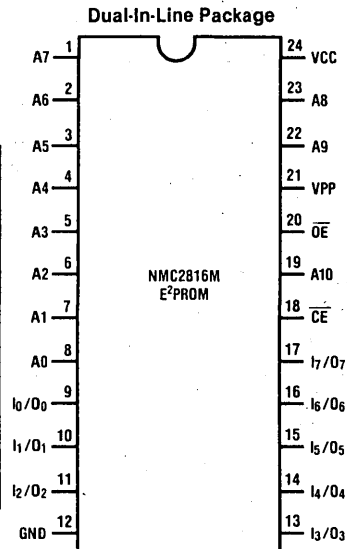 Dual-In-Line Package
A7 1 24 VCC
A6 2 23 A8
A5 3 22 A9
A4 4 21 VPP
A3 5 20 O̅E̅
A2 6 19 A10
NMC2816M
E²PROM
A1 7 18 C̅E̅
A0 8 17 I₇/O₇
I₀/O₀ 9 16 I₆/O₆
I₁/O₁ 10 15 I₅/O₅
I₂/O₂ 11 14 I₄/O₄
GND 12 13 I₃/O₃